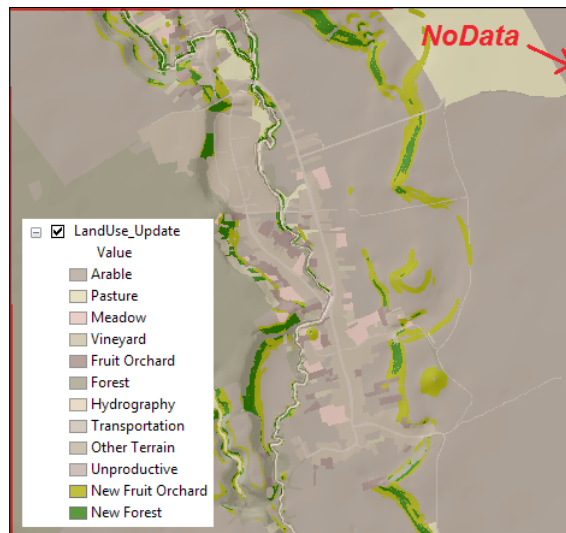 NoData
LandUse_Update
Value
Arable
Pasture
Meadow
Vineyard
Fruit Orchard
Forest
Hydrography
Transportation
Other Terrain
Unproductive
New Fruit Orchard
New Forest